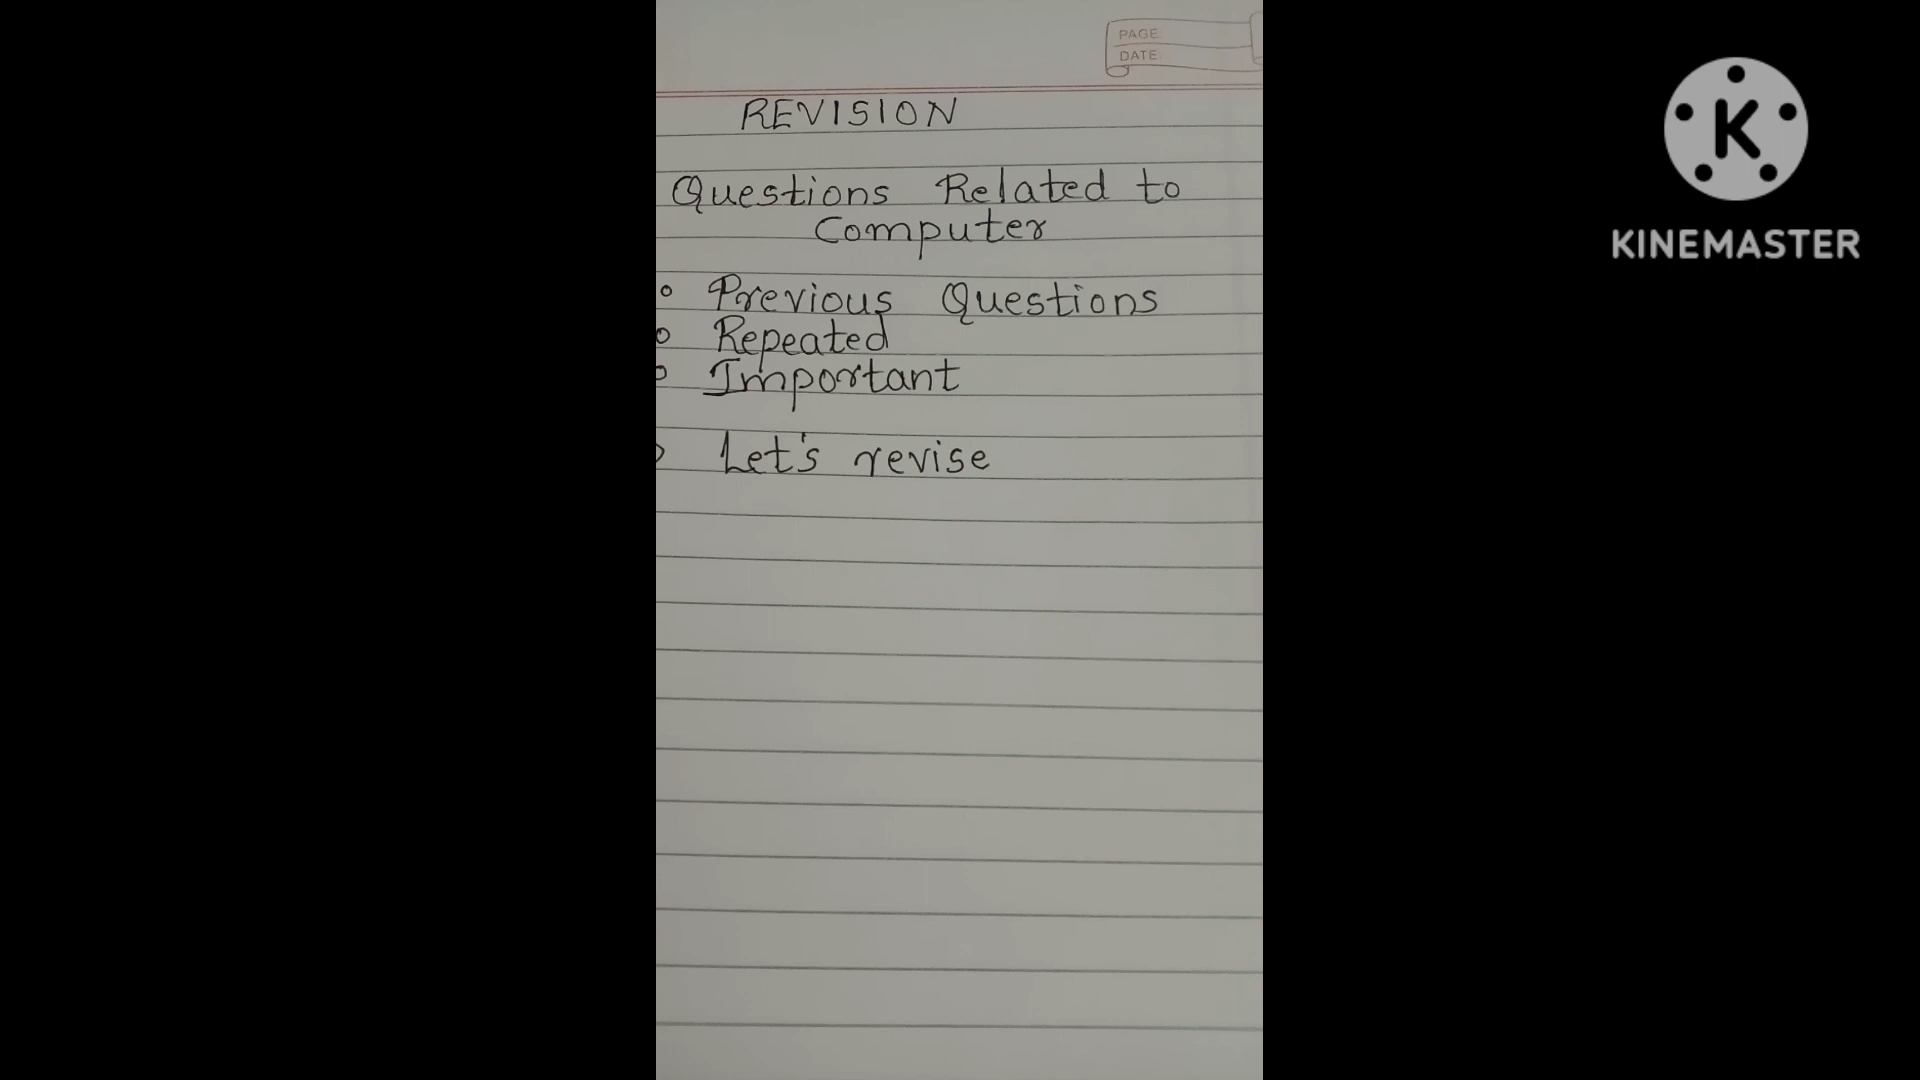 PAGE
DATE
REVISION
Questions Related to
Computer
Previous Questions
Repeated
Important
Let's revise
K
KINEMASTER